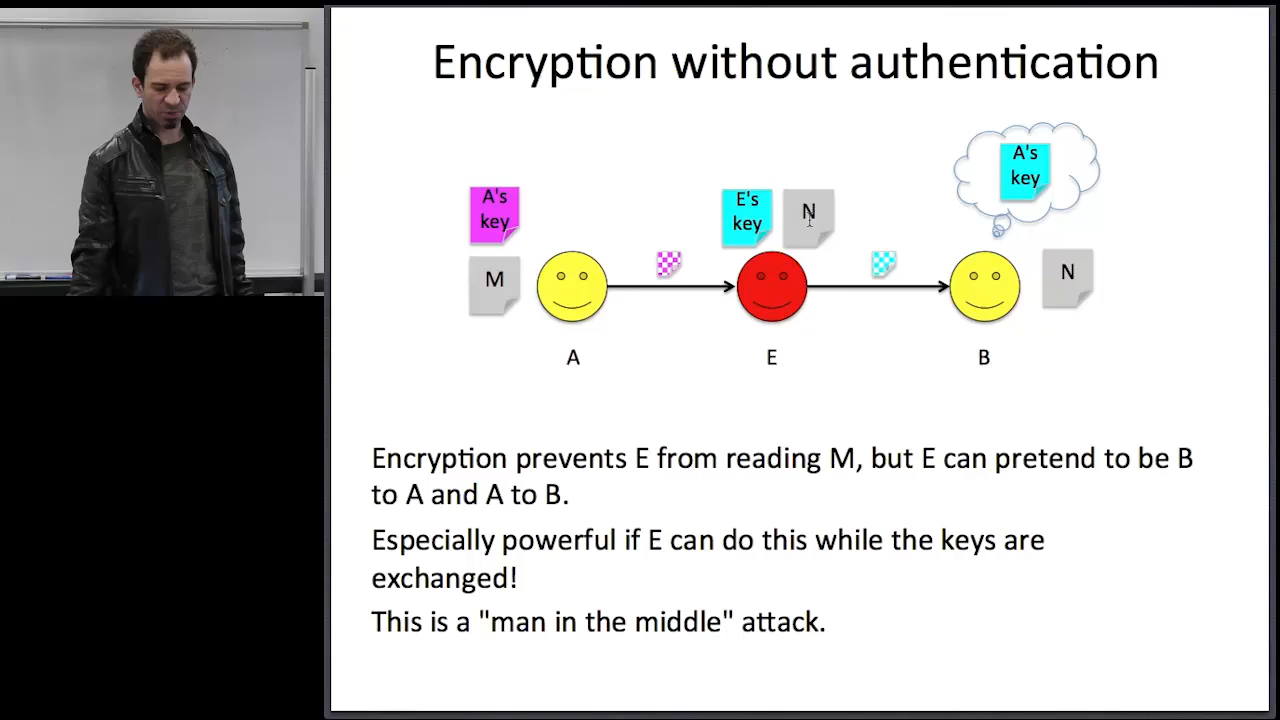 Encryption without authentication
A's
key
E's
key
N
A's
key
M
N
A
E
B
Encryption prevents E from reading M, but E can pretend to be B
to A and A to B.
Especially powerful if E can do this while the keys are
exchanged!
This is a "man in the middle" attack.